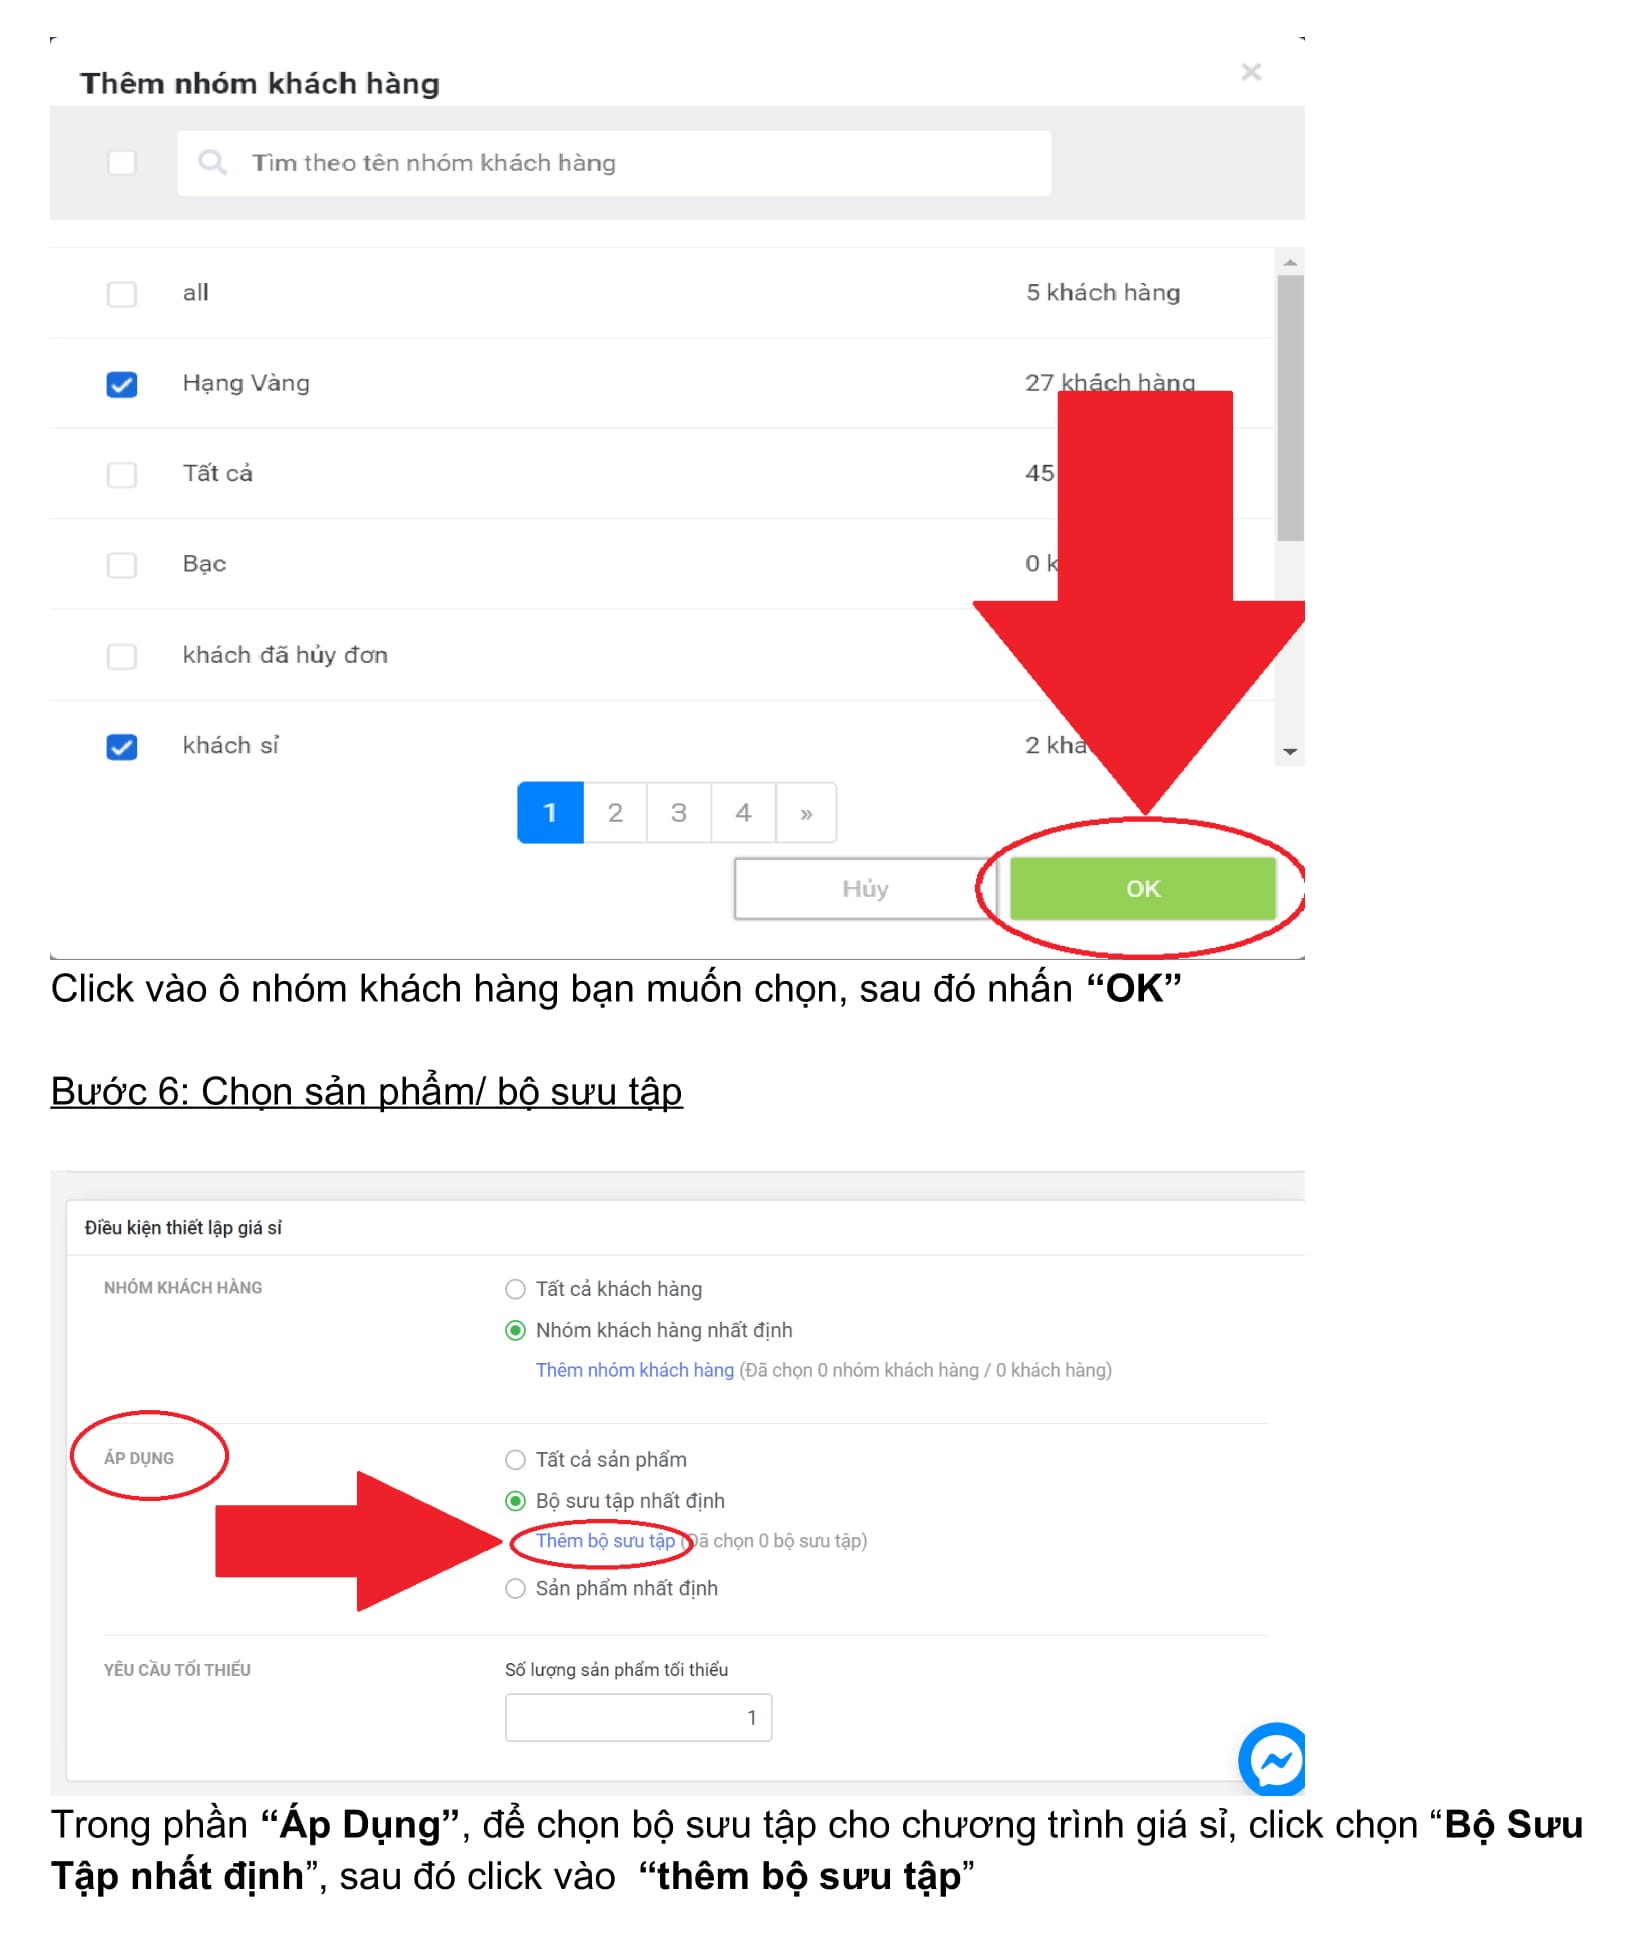 Thêm nhóm khách hàng
Tìm theo tên nhóm khách hàng
all 5 khách hàng
Hạng Vàng 27 khách hàng
Tất cả 45
Bạc 0
khách đã hủy đơn
khách sỉ 2
1 2 3 4 »
Hủy OK
Click vào ô nhóm khách hàng bạn muốn chọn, sau đó nhấn “OK”
Bước 6: Chọn sản phẩm/ bộ sưu tập
Điều kiện thiết lập giá sỉ
NHÓM KHÁCH HÀNG
Tất cả khách hàng
Nhóm khách hàng nhất định
Thêm nhóm khách hàng (Đã chọn 0 nhóm khách hàng / 0 khách hàng)
ÁP DỤNG
Tất cả sản phẩm
Bộ sưu tập nhất định
Thêm bộ sưu tập (Đã chọn 0 bộ sưu tập)
Sản phẩm nhất định
YÊU CẦU TỐI THIỂU
Số lượng sản phẩm tối thiểu
1
Trong phần “Áp Dụng”, để chọn bộ sưu tập cho chương trình giá sỉ, click chọn “Bộ Sưu
Tập nhất định”, sau đó click vào “thêm bộ sưu tập”